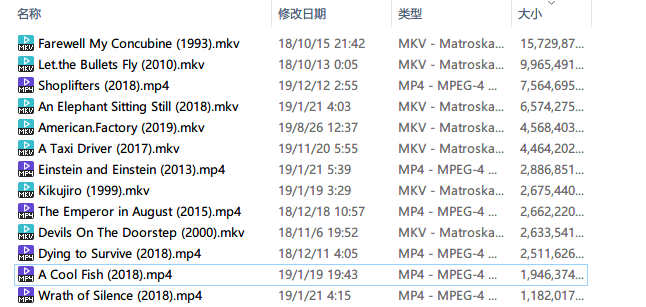 名称 修改日期 类型 大小
Farewell My Concubine (1993).mkv 18/10/15 21:42 MKV - Matroska... 15,729,87...
Let.the Bullets Fly (2010).mkv 18/10/13 0:05 MKV - Matroska... 9,965,491...
Shoplifters (2018).mp4 19/12/12 2:55 MP4 - MPEG-4 ... 7,564,695...
An Elephant Sitting Still (2018).mkv 19/1/21 4:03 MKV - Matroska... 6,574,275...
American.Factory (2019).mkv 19/8/26 12:37 MKV - Matroska... 4,568,403...
A Taxi Driver (2017).mkv 19/11/20 5:55 MKV - Matroska... 4,464,202...
Einstein and Einstein (2013).mp4 19/1/21 5:39 MP4 - MPEG-4 ... 2,886,851...
Kikujiro (1999).mkv 19/1/19 3:29 MKV - Matroska... 2,675,440...
The Emperor in August (2015).mp4 18/12/18 10:57 MP4 - MPEG-4 ... 2,662,220...
Devils On The Doorstep (2000).mkv 18/11/6 19:52 MKV - Matroska... 2,633,541...
Dying to Survive (2018).mp4 18/12/11 4:05 MP4 - MPEG-4 ... 2,511,626...
A Cool Fish (2018).mp4 19/1/19 19:43 MP4 - MPEG-4 ... 1,946,374...
Wrath of Silence (2018).mp4 19/1/21 4:15 MP4 - MPEG-4 ... 1,182,017...